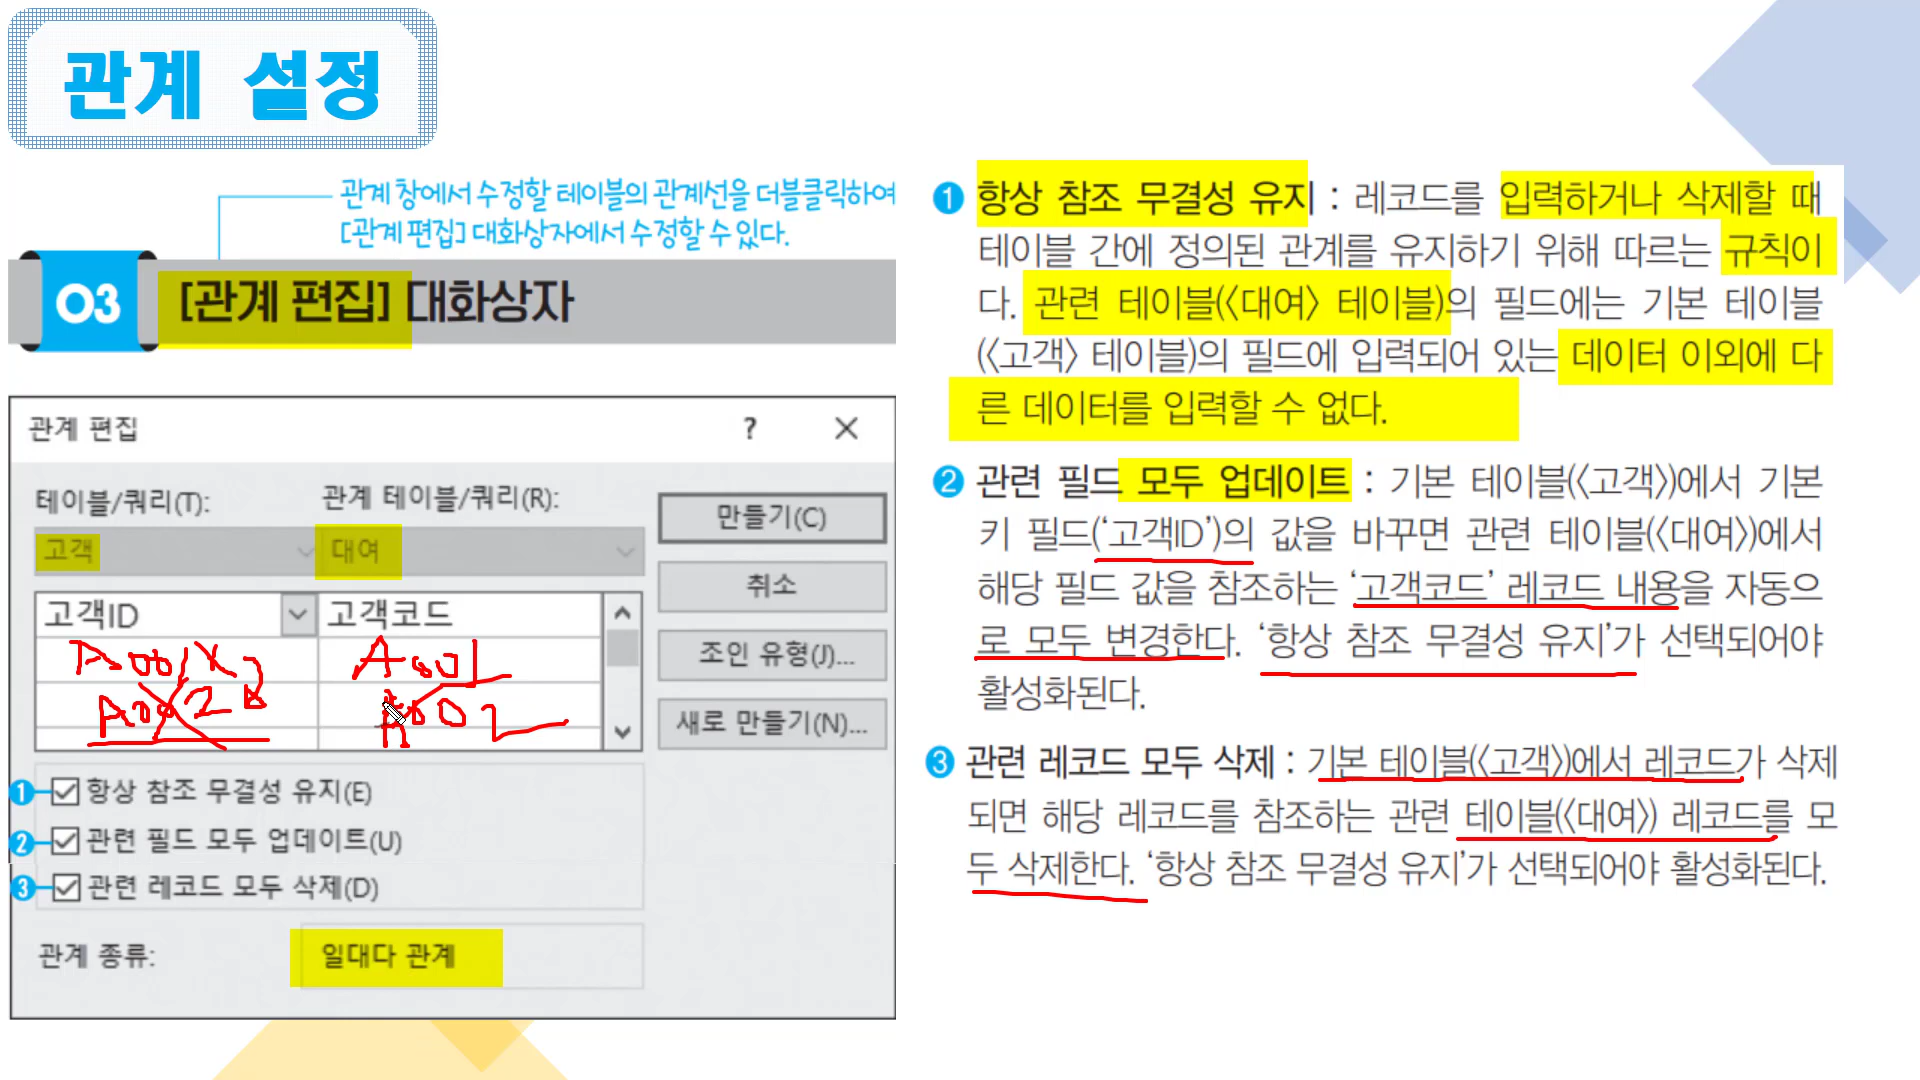 관계 설정
관계 창에서 수정할 테이블의 관계선을 더블클릭하여
[관계 편집] 대화상자에서 수정할 수 있다.
03 [관계 편집] 대화상자
관계 편집 ? ×
테이블/쿼리(T): 관계 테이블/쿼리(R):
고객 대여
만들기(C)
고객ID 고객코드
취소
A001 A001
조인 유형(J)...
A002 A002
새로 만들기(N)...
1 항상 참조 무결성 유지(E)
2 관련 필드 모두 업데이트(U)
3 관련 레코드 모두 삭제(D)
관계 종류: 일대다 관계
1 항상 참조 무결성 유지 : 레코드를 입력하거나 삭제할 때
테이블 간에 정의된 관계를 유지하기 위해 따르는 규칙이
다. 관련 테이블(〈대여〉 테이블)의 필드에는 기본 테이블
(〈고객〉 테이블)의 필드에 입력되어 있는 데이터 이외에 다
른 데이터를 입력할 수 없다.
2 관련 필드 모두 업데이트 : 기본 테이블(〈고객〉)에서 기본
키 필드(‘고객ID’)의 값을 바꾸면 관련 테이블(〈대여〉)에서
해당 필드 값을 참조하는 ‘고객코드’ 레코드 내용을 자동으
로 모두 변경한다. ‘항상 참조 무결성 유지’가 선택되어야
활성화된다.
3 관련 레코드 모두 삭제 : 기본 테이블(〈고객〉)에서 레코드가 삭제
되면 해당 레코드를 참조하는 관련 테이블(〈대여〉) 레코드를 모
두 삭제한다. ‘항상 참조 무결성 유지’가 선택되어야 활성화된다.